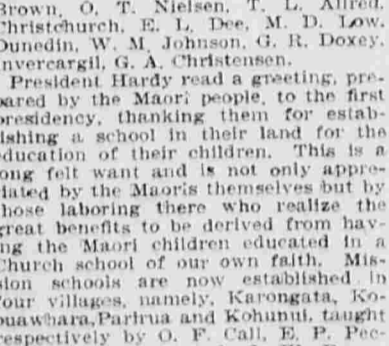 Brown, O. T. Nielsen, T. L. Alfred.
Christchurch, E. L. Dee, M. D. Low.
Dunedin, W. M. Johnson, G. R. Doxey.
Invercargil, G. A. Christensen.
President Hardy read a greeting, pre-
pared by the Maori people, to the first
presidency, thanking them for estab-
lishing a school in their land for the
education of their children. This is a
long felt want and is not only appre-
ciated by the Maoris themselves but by
those laboring there who realize the
great benefits to be derived from hav-
ing the Maori children educated in a
Church school of our own faith. Mis-
sion schools are now established in
four villages, namely, Karongata, Ko-
puawhara, Parirua and Kohunui, taught
respectively by O. F. Call, E. P. Pec-